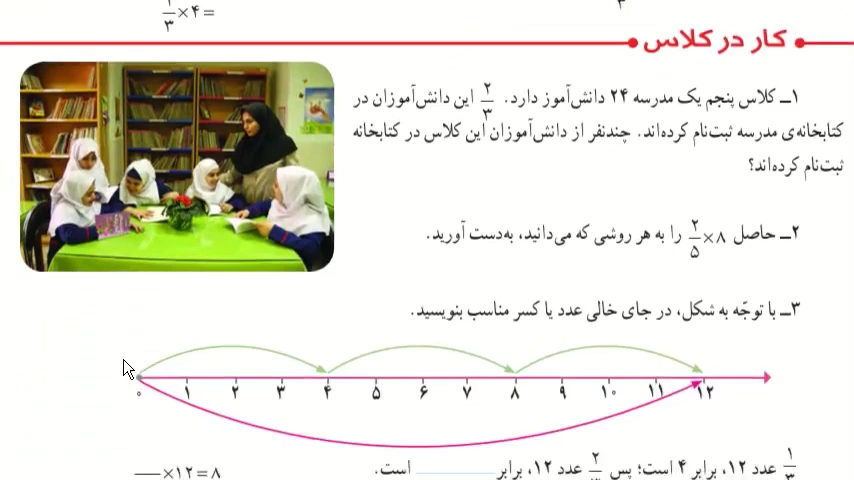 ×۴=
۳
کار در کلاس
۱ــ کلاس پنجم یک مدرسه ۲۴ دانش‌آموز دارد. ۲/۳ این دانش‌آموزان در
کتابخانه‌ی مدرسه ثبت‌نام کرده‌اند. چندنفر از دانش‌آموزان این کلاس در کتابخانه
ثبت‌نام کرده‌اند؟
۲ــ حاصل ۲/۵×۸ را به هر روشی که می‌دانید، به‌دست آورید.
۳ــ با توجّه به شکل، در جای خالی عدد یا کسر مناسب بنویسید.
۰ ۱ ۲ ۳ ۴ ۵ ۶ ۷ ۸ ۹ ۱۰ ۱۱ ۱۲
۱/۳ عدد ۱۲، برابر ۴ است؛ پس ۲/۳ عدد ۱۲، برابر ــــــ است.
ــــ ×۱۲=۸